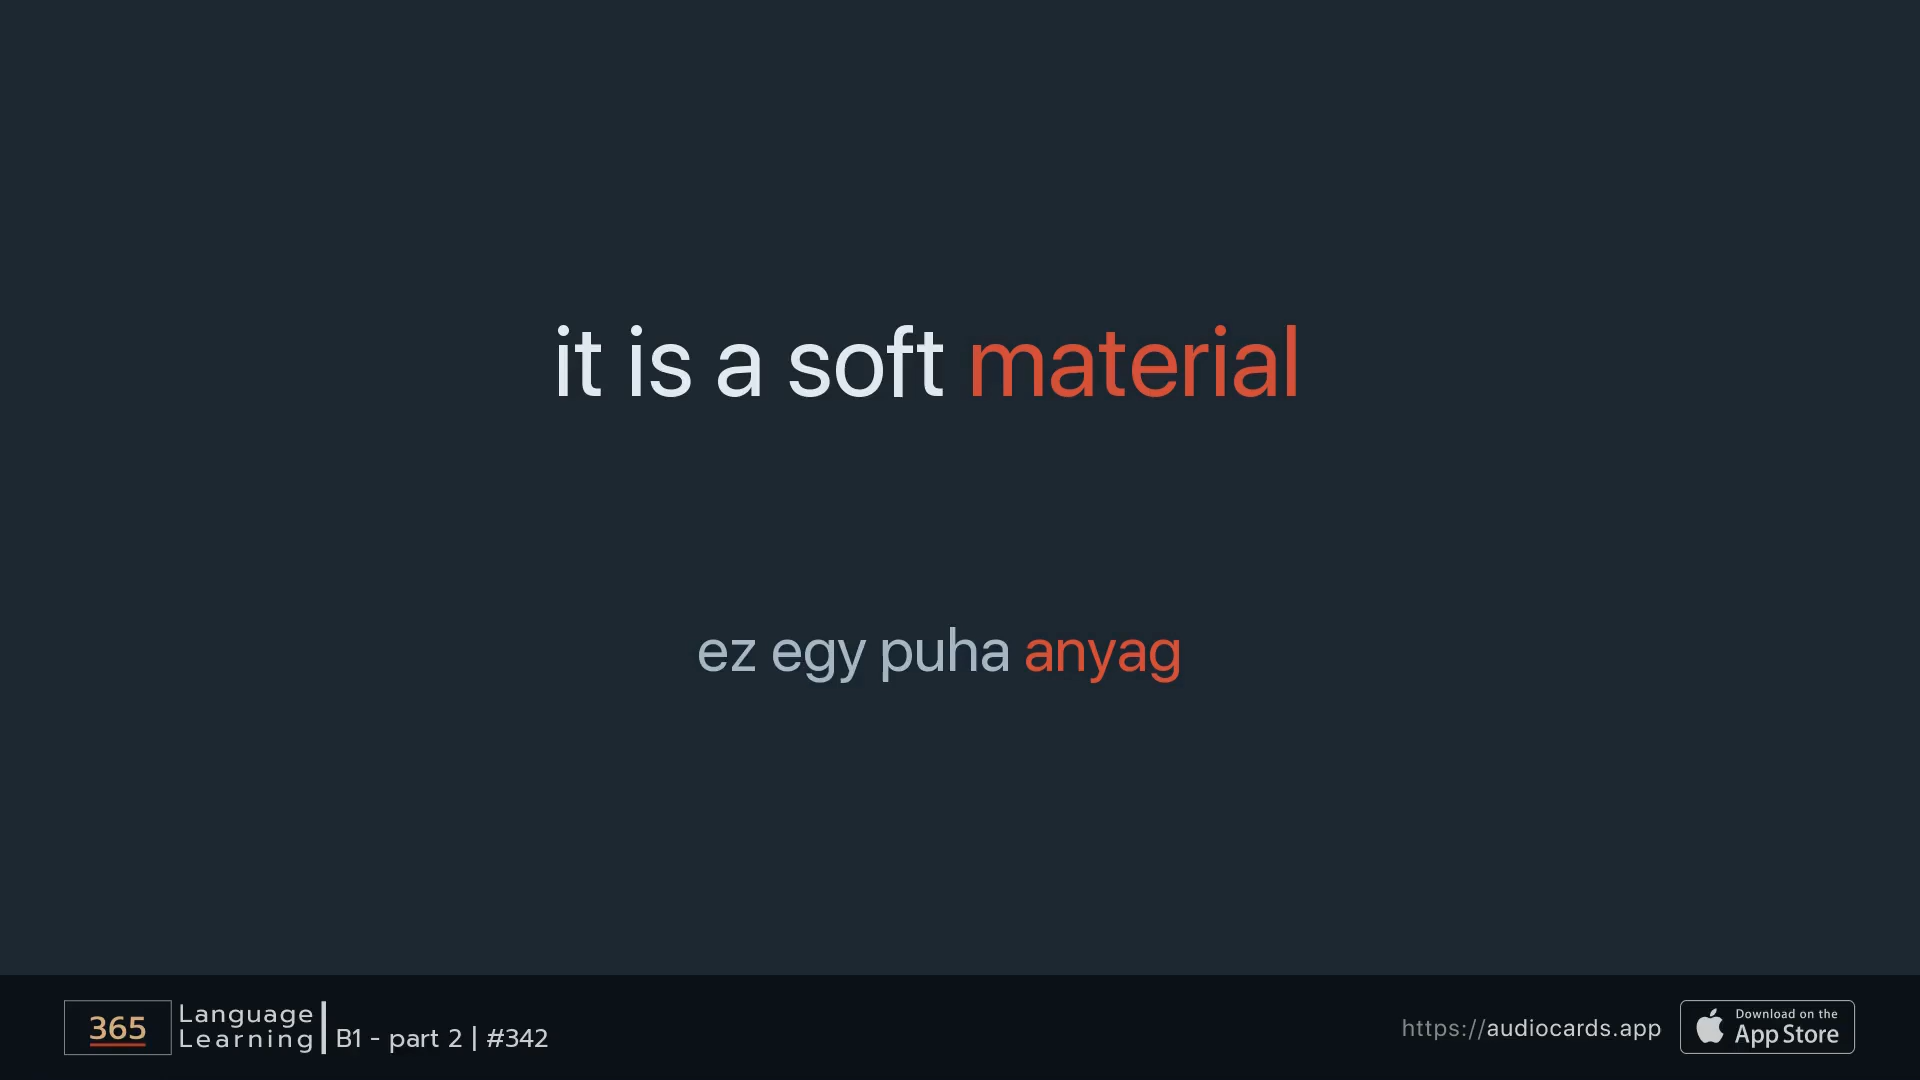 it is a soft material
ez egy puha anyag
365
Language
Learning
B1 - part 2 | #342
https://audiocards.app
Download on the
App Store